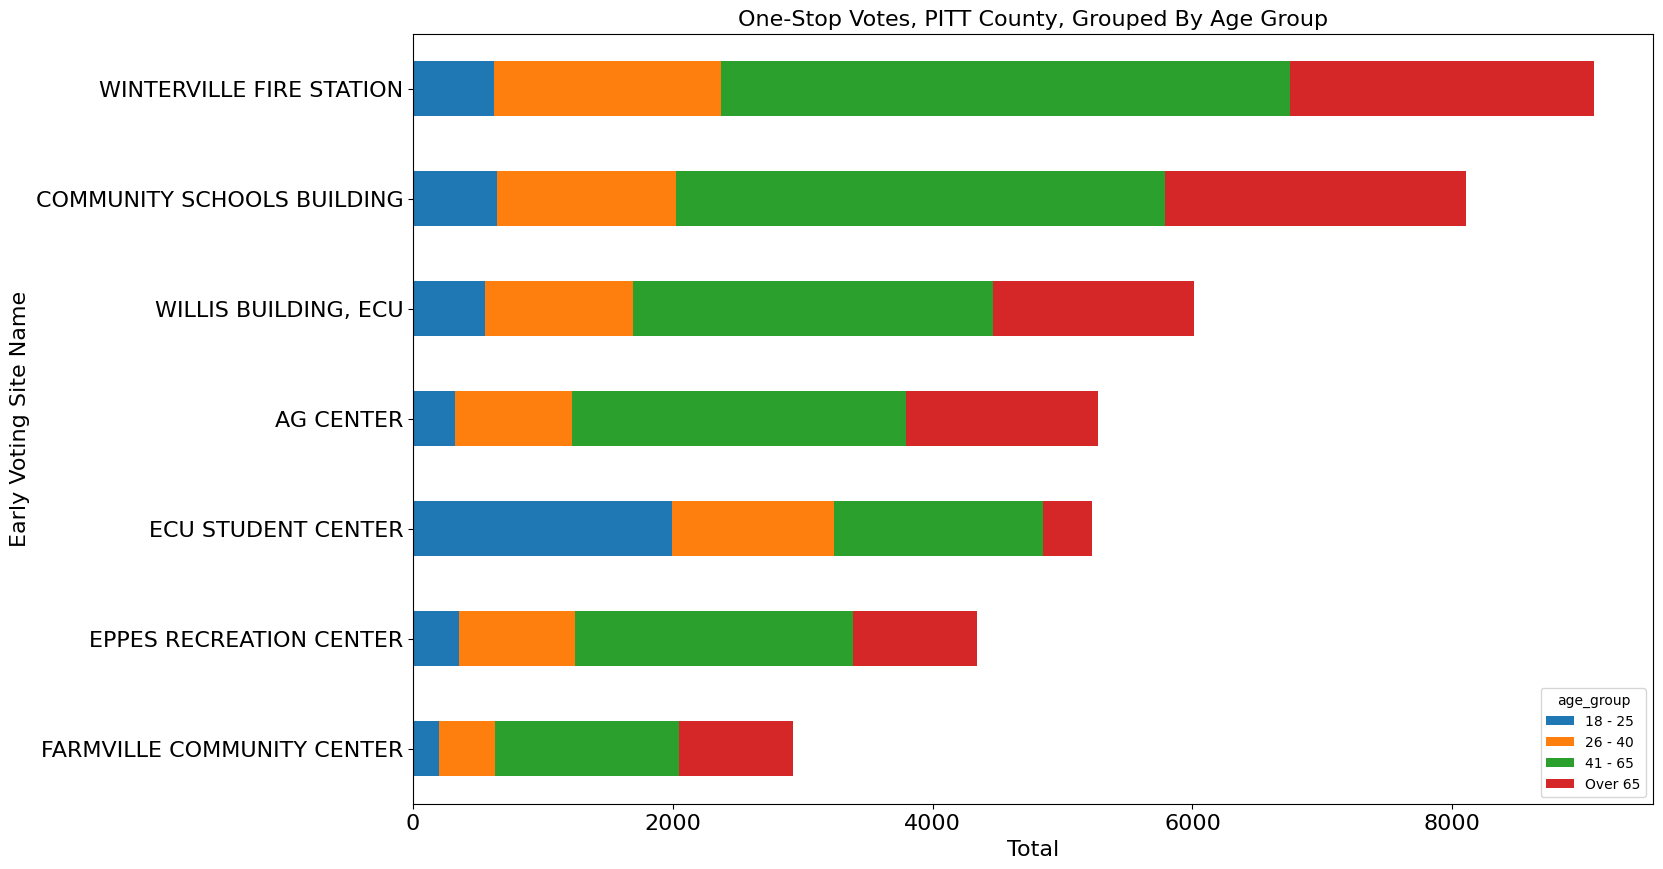 One-Stop Votes, PITT County, Grouped By Age Group
Early Voting Site Name
WINTERVILLE FIRE STATION
COMMUNITY SCHOOLS BUILDING
WILLIS BUILDING, ECU
AG CENTER
ECU STUDENT CENTER
EPPES RECREATION CENTER
FARMVILLE COMMUNITY CENTER
age_group
18 - 25
26 - 40
41 - 65
Over 65
0 2000 4000 6000 8000
Total